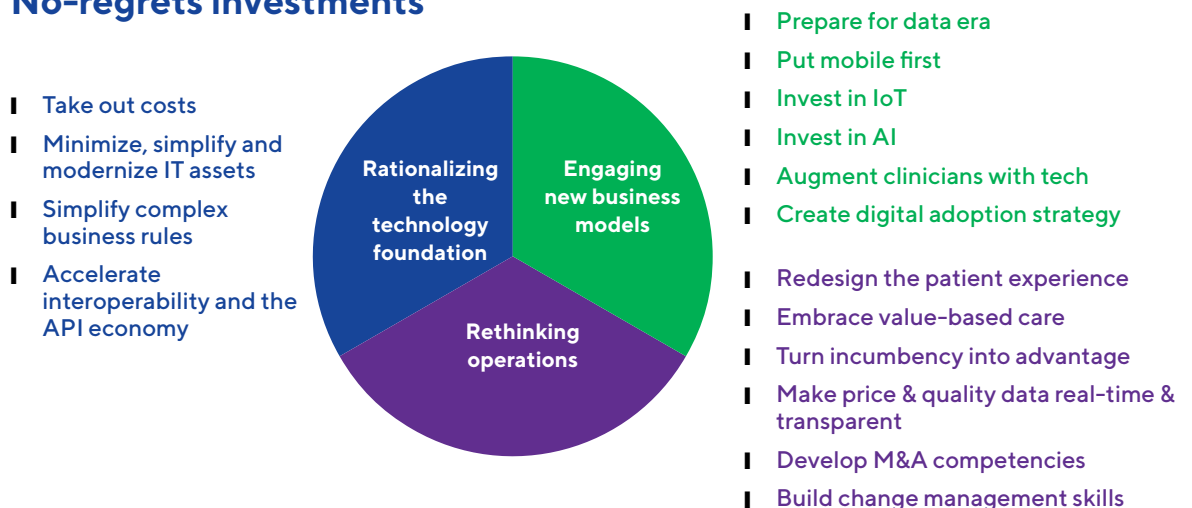 No-regrets investments
Take out costs
Minimize, simplify and
modernize IT assets
Simplify complex
business rules
Accelerate
interoperability and the
API economy
Rationalizing
the
technology
foundation
Engaging
new business
models
Rethinking
operations
Prepare for data era
Put mobile first
Invest in IoT
Invest in AI
Augment clinicians with tech
Create digital adoption strategy
Redesign the patient experience
Embrace value-based care
Turn incumbency into advantage
Make price & quality data real-time &
transparent
Develop M&A competencies
Build change management skills